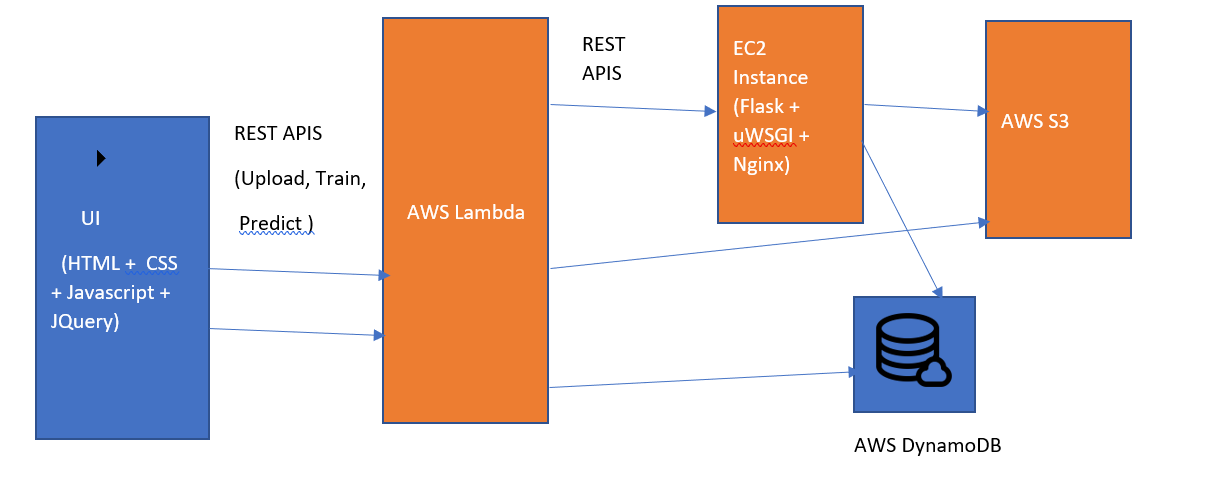 UI
(HTML + CSS
+ Javascript +
JQuery)
REST APIS
(Upload, Train,
Predict )
AWS Lambda
REST
APIS
EC2
Instance
(Flask +
uWSGI +
Nginx)
AWS S3
AWS DynamoDB